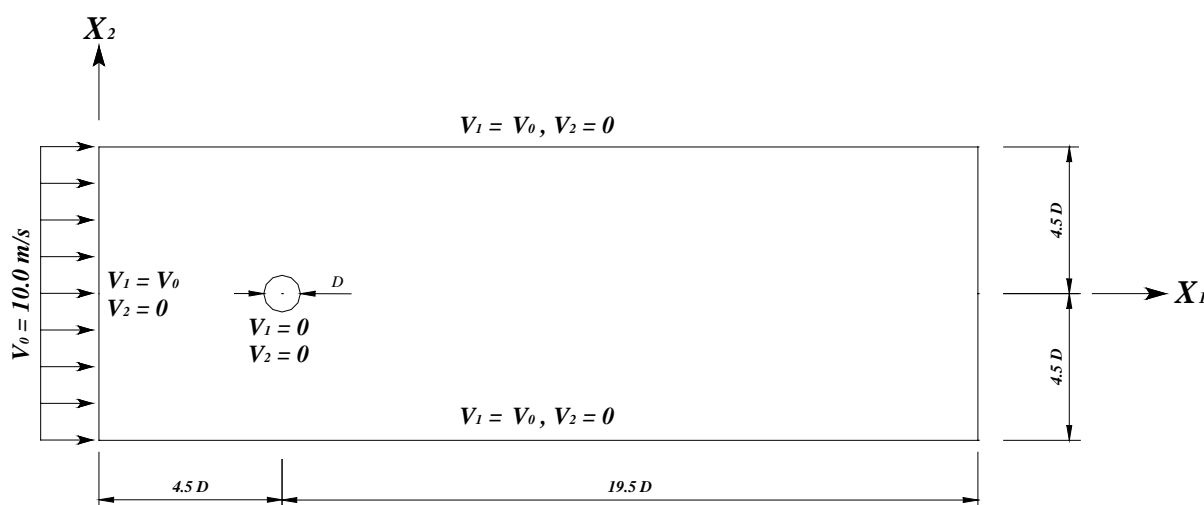 X2
V1 = V0 , V2 = 0
V0 = 10.0 m/s
V1 = V0
V2 = 0
D
V1 = 0
V2 = 0
4.5 D
X1
4.5 D
V1 = V0 , V2 = 0
4.5 D
19.5 D